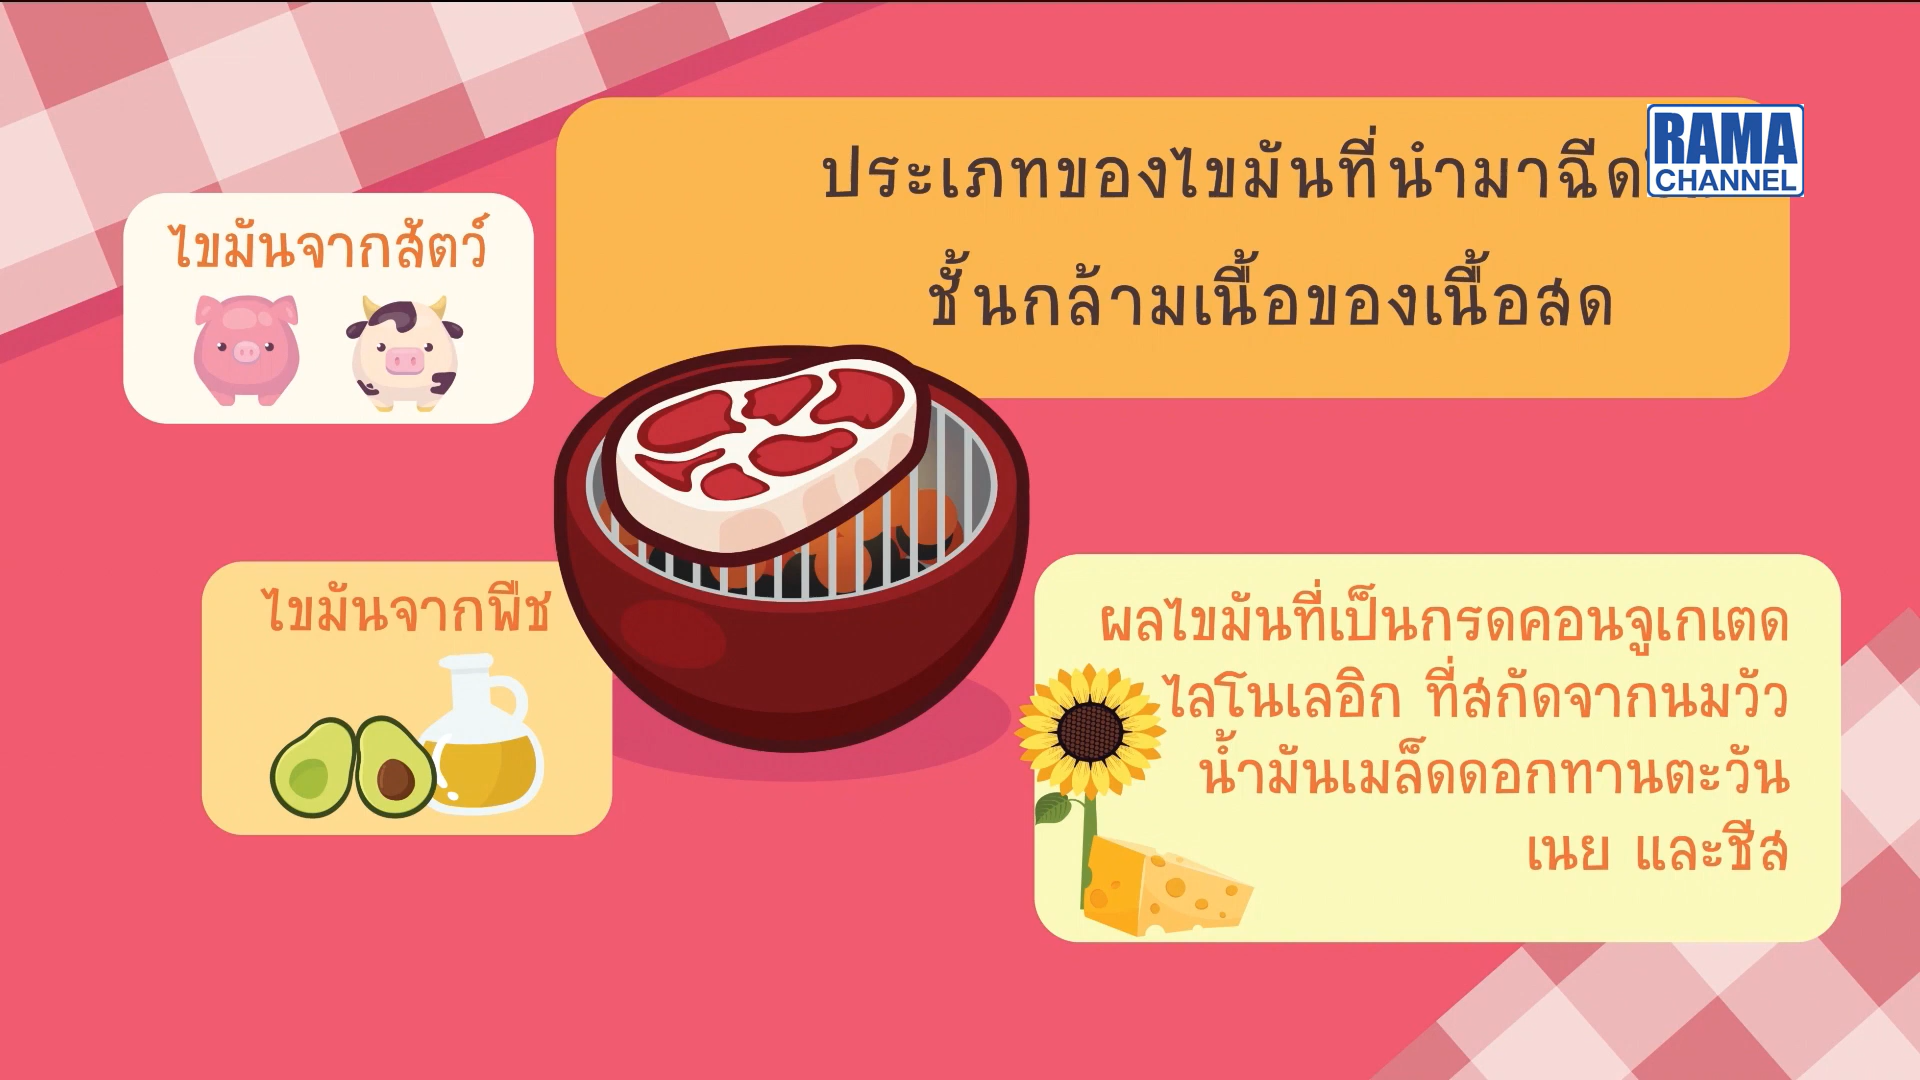 ประเภทของไขมันที่นำมาฉีด
ชั้นกล้ามเนื้อของเนื้อสด
RAMA
CHANNEL
ไขมันจากสัตว์
ไขมันจากพืช
ผลไขมันที่เป็นกรดคอนจูเกเตด
ไลโนเลอิก ที่สกัดจากนมวัว
น้ำมันเมล็ดดอกทานตะวัน
เนย และชีส